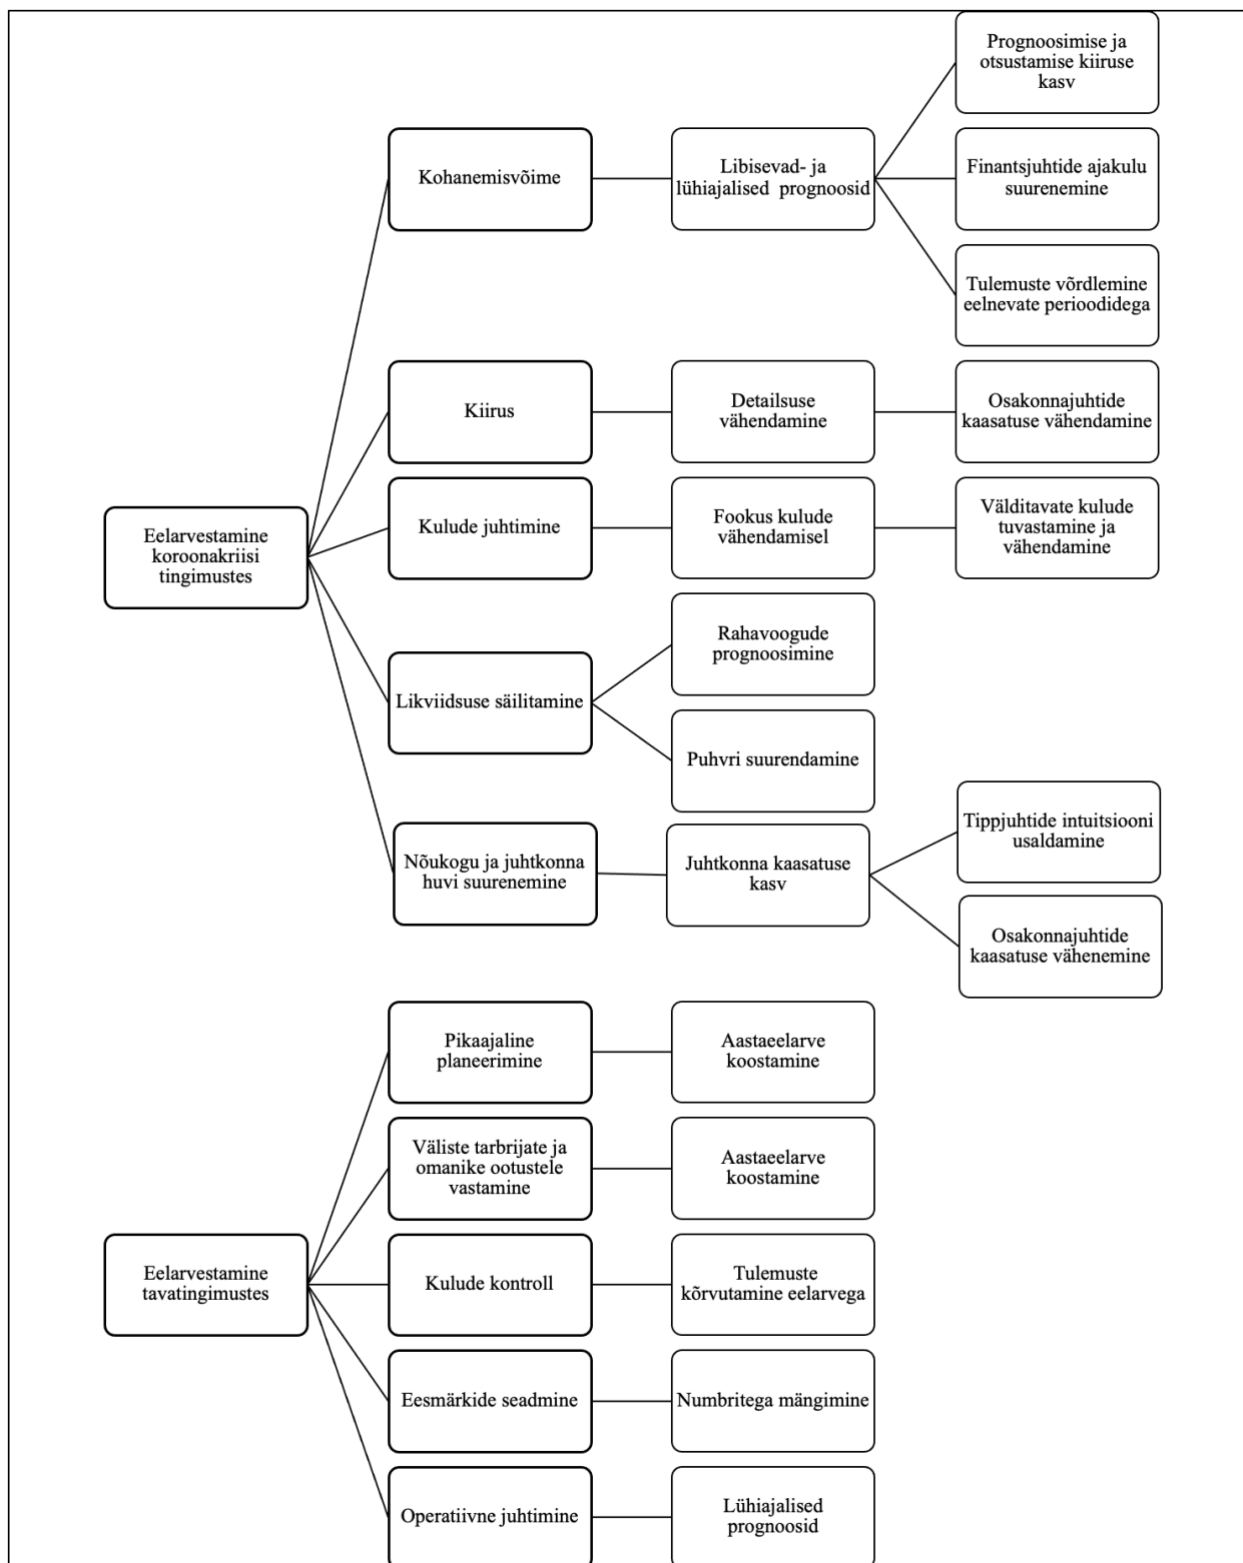 Prognoosimise ja
otsustamise kiiruse
kasv
Kohanemisvõime
Libisevad- ja
lühiajalised prognoosid
Finantsjuhtide ajakulu
suurenemine
Tulemuste võrdlemine
eelnevate perioodidega
Kiirus
Detailsuse
vähendamine
Osakonnajuhtide
kaasatuse vähendamine
Eelarvestamine
koroonakriisi
tingimustes
Kulude juhtimine
Fookus kulude
vähendamisel
Välditavate kulude
tuvastamine ja
vähendamine
Likviidsuse säilitamine
Rahavoogude
prognoosimine
Puhvri suurendamine
Nõukogu ja juhtkonna
huvi suurenemine
Juhtkonna kaasatuse
kasv
Tippjuhtide intuitsiooni
usaldamine
Osakonnajuhtide
kaasatuse vähenemine
Pikaajaline
planeerimine
Aastaeelarve
koostamine
Väliste tarbrijate ja
omanike ootustele
vastamine
Aastaeelarve
koostamine
Eelarvestamine
tavatingimustes
Kulude kontroll
Tulemuste
kõrvutamine eelarvega
Eesmärkide seadmine
Numbritega mängimine
Operatiivne juhtimine
Lühiajalised
prognoosid